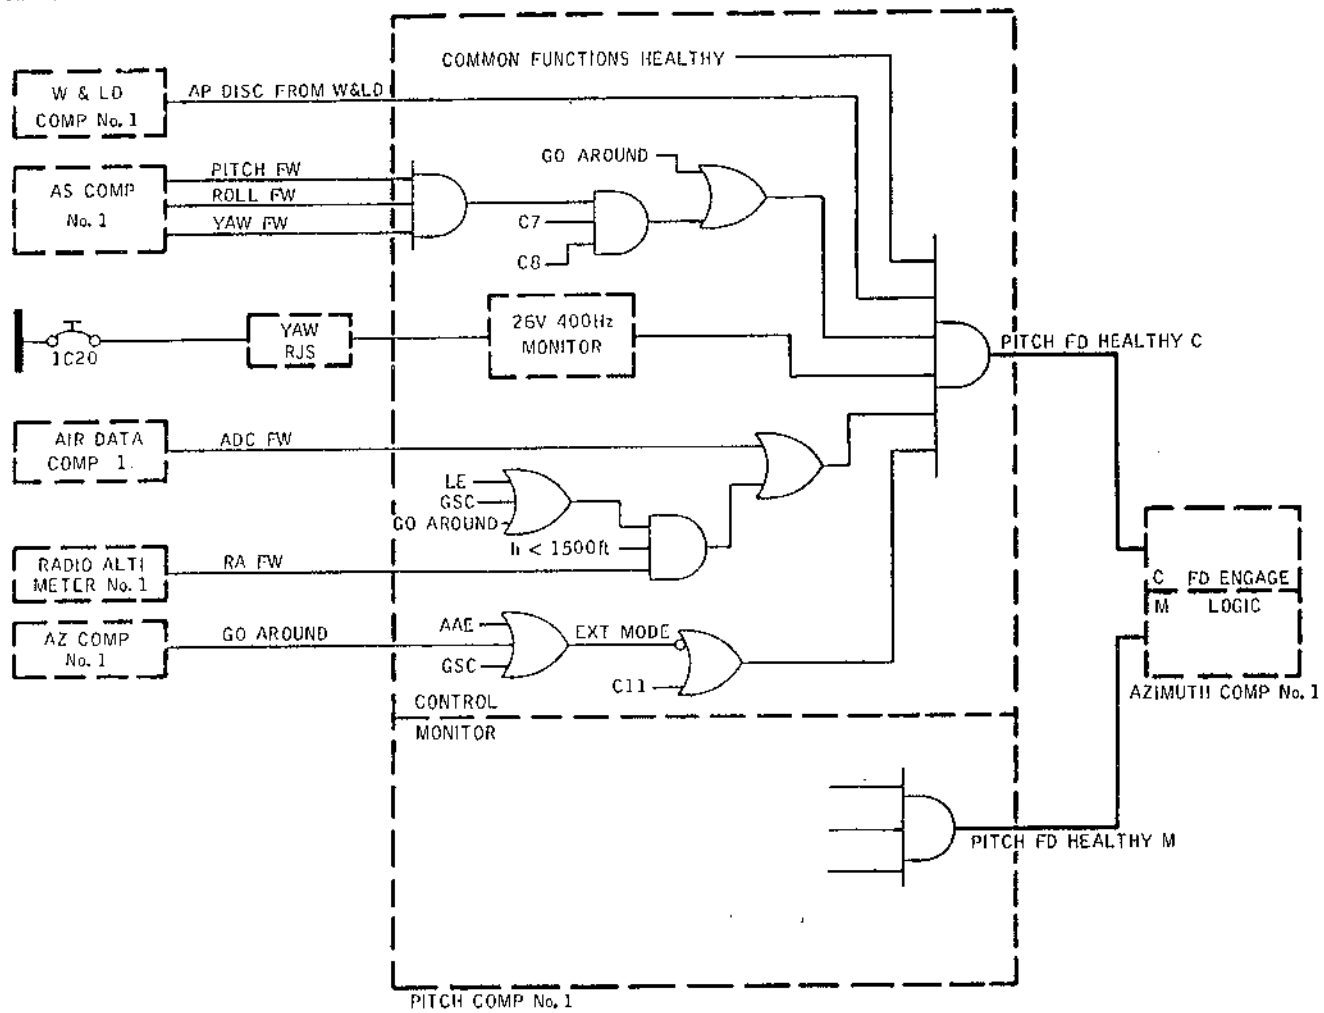 COMMON FUNCTIONS HEALTHY
W & LD
COMP No. 1
AP DISC FROM W&LD
AS COMP
No. 1
PITCH FW
ROLL FW
YAW FW
GO AROUND
C7
C8
1C20
YAW
RJS
26V 400Hz
MONITOR
PITCH FD HEALTHY C
AIR DATA
COMP 1.
ADC FW
LE
GSC
GO AROUND
h < 1500ft
RADIO ALTI
METER No. 1
RA FW
AZ COMP
No. 1
GO AROUND
AAE
GSC
EXT MODE
C11
C FD ENGAGE
M LOGIC
AZIMUTH COMP No. 1
CONTROL
MONITOR
PITCH FD HEALTHY M
PITCH COMP No. 1